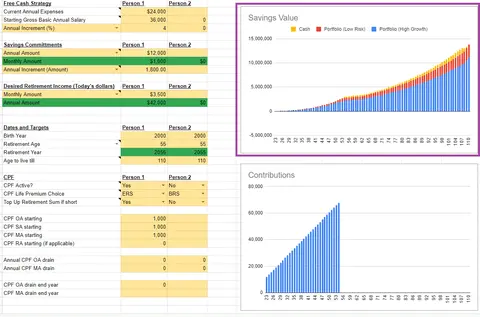 Free Cash Strategy Person 1 Person 2
Current Annual Expenses $24,000
Starting Gross Basic Annual Salary 36,000 0
Annual Increment (%) 4 0
Savings Commitments Person 1 Person 2
Annual Amount $12,000
Monthly Amount $1,000 $0
Annual Increment (Amount) 1,600.00
Desired Retirement Income (Today's dollars) Person 1 Person 2
Monthly Amount $3,500
Annual Amount $42,000 $0
Dates and Targets Person 1 Person 2
Birth Year 2000 2000
Retirement Age 55 55
Retirement Year 2055 2055
Age to live till 110 110
CPF Person 1 Person 2
CPF Active? Yes No
CPF Life Premium Choice ERS BRS
Top Up Retirement Sum if short Yes No
CPF OA starting 1,000
CPF SA starting 1,000
CPF MA starting 1,000
CPF RA starting (if applicable) 0
Annual CPF OA drain 0 0
Annual CPF MA drain 0 0
CPF OA drain end year 0
CPF MA drain end year
Savings Value
Cash Portfolio (Low Risk) Portfolio (High Growth)
15,000,000
10,000,000
5,000,000
0
-5,000,000
23 26 29 32 35 38 41 44 47 50 53 56 59 62 65 68 71 74 77 80 83 86 89 92 95 98 101 104 107 110
Contributions
80,000
60,000
40,000
20,000
0
23 26 29 32 35 38 41 44 47 50 53 56 59 62 65 68 71 74 77 80 83 86 89 92 95 98 101 104 107 110